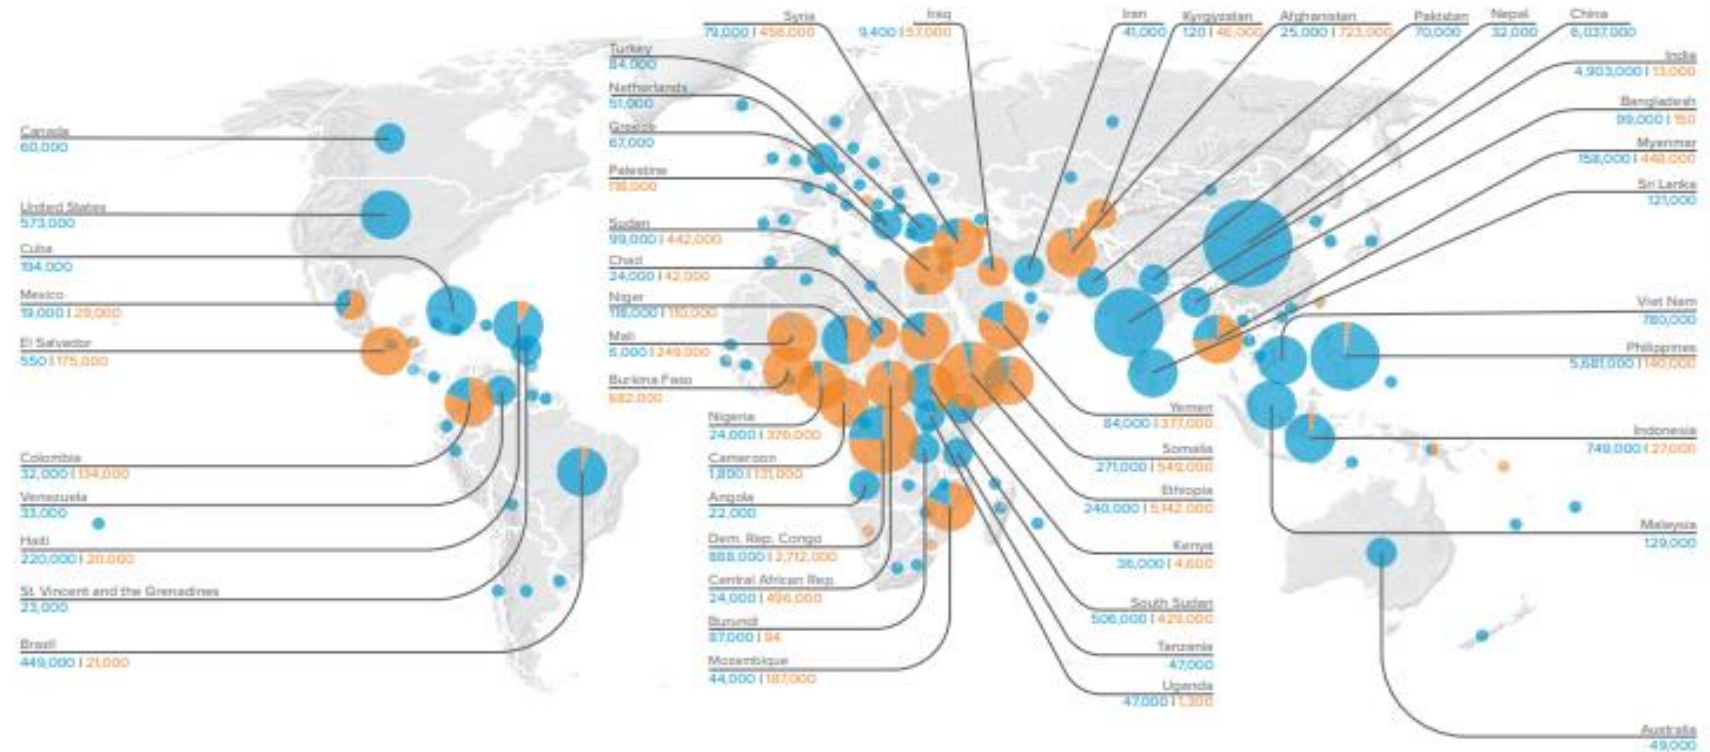 Syria
79,000 | 456,000
Iraq
9,400 | 57,000
Iran
41,000
Kyrgyzstan
120 | 46,000
Afghanistan
25,000 | 723,000
Pakistan
70,000
Nepal
32,000
China
6,037,000
Turkey
84,000
Netherlands
51,000
Greece
67,000
Palestine
118,000
Sudan
99,000 | 442,000
Chad
24,000 | 42,000
Niger
118,000 | 110,000
Mali
6,000 | 249,000
Burkina Faso
682,000
Canada
60,000
United States
573,000
Cuba
194,000
Mexico
19,000 | 29,000
El Salvador
550 | 175,000
Colombia
32,000 | 134,000
Venezuela
33,000
Haiti
220,000 | 20,000
St. Vincent and the Grenadines
23,000
Brazil
449,000 | 21,000
Nigeria
24,000 | 376,000
Cameroon
1,800 | 131,000
Angola
22,000
Dem. Rep. Congo
888,000 | 2,712,000
Central African Rep.
24,000 | 496,000
Burundi
87,000 | 94
Mozambique
44,000 | 187,000
Yemen
84,000 | 377,000
Somalia
271,000 | 549,000
Ethiopia
240,000 | 5,142,000
Kenya
36,000 | 4,600
South Sudan
506,000 | 429,000
Tanzania
47,000
Uganda
47,000 | 1,300
India
4,903,000 | 13,000
Bangladesh
99,000 | 150
Myanmar
158,000 | 448,000
Sri Lanka
121,000
Viet Nam
780,000
Philippines
5,681,000 | 140,000
Indonesia
749,000 | 27,000
Malaysia
129,000
Australia
49,000